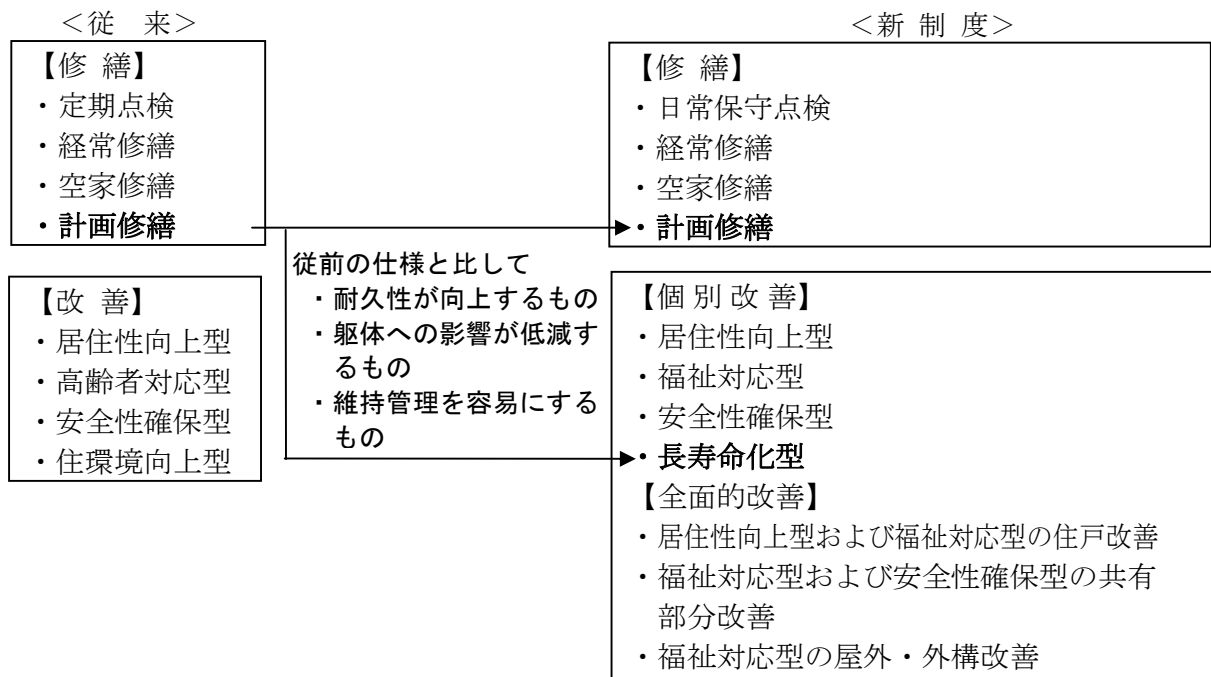 ＜従　来＞
【修 繕】
・定期点検
・経常修繕
・空家修繕
・計画修繕
【改 善】
・居住性向上型
・高齢者対応型
・安全性確保型
・住環境向上型
従前の仕様と比して
・耐久性が向上するもの
・躯体への影響が低減す
るもの
・維持管理を容易にする
もの
＜新 制 度＞
【修 繕】
・日常保守点検
・経常修繕
・空家修繕
・計画修繕
【個 別 改 善】
・居住性向上型
・福祉対応型
・安全性確保型
・長寿命化型
【全面的改善】
・居住性向上型および福祉対応型の住戸改善
・福祉対応型および安全性確保型の共有
部分改善
・福祉対応型の屋外・外構改善